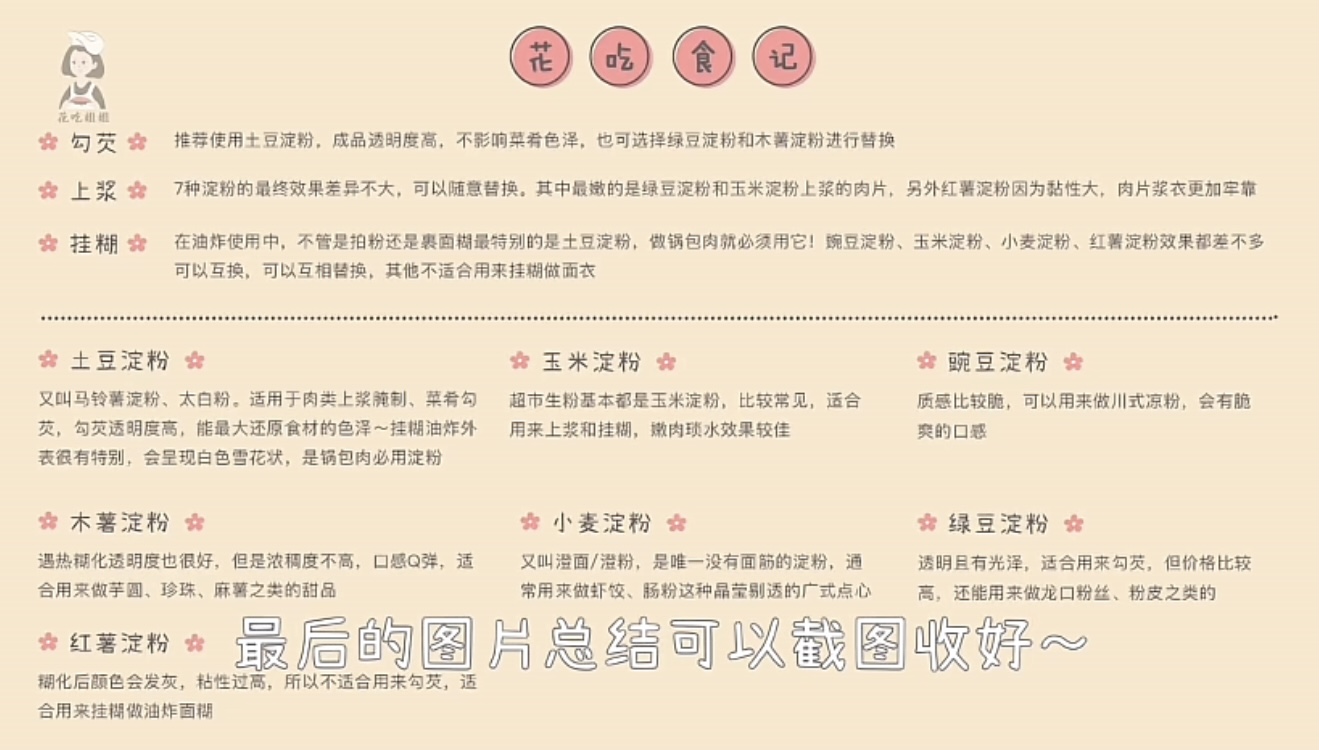 花吃食记
花吃姐姐
勾芡
推荐使用土豆淀粉，成品透明度高，不影响菜肴色泽，也可选择绿豆淀粉和木薯淀粉进行替换
上浆
7种淀粉的最终效果差异不大，可以随意替换。其中最嫩的是绿豆淀粉和玉米淀粉上浆的肉片，另外红薯淀粉因为黏性大，肉片浆衣更加牢靠
挂糊
在油炸使用中，不管是拍粉还是裹面糊最特别的是土豆淀粉，做锅包肉就必须用它！豌豆淀粉、玉米淀粉、小麦淀粉、红薯淀粉效果都差不多
可以互换，可以互相替换，其他不适合用来挂糊做面衣
土豆淀粉
又叫马铃薯淀粉、太白粉。适用于肉类上浆腌制、菜肴勾
芡，勾芡透明度高，能最大还原食材的色泽～挂糊油炸外
表很有特别，会呈现白色雪花状，是锅包肉必用淀粉
玉米淀粉
超市生粉基本都是玉米淀粉，比较常见，适合
用来上浆和挂糊，嫩肉琐水效果较佳
豌豆淀粉
质感比较脆，可以用来做川式凉粉，会有脆
爽的口感
木薯淀粉
遇热糊化透明度也很好，但是浓稠度不高，口感Q弹，适
合用来做芋圆、珍珠、麻薯之类的甜品
小麦淀粉
又叫澄面/澄粉，是唯一没有面筋的淀粉，通
常用来做虾饺、肠粉这种晶莹剔透的广式点心
绿豆淀粉
透明且有光泽，适合用来勾芡，但价格比较
高，还能用来做龙口粉丝、粉皮之类的
红薯淀粉
糊化后颜色会发灰，粘性过高，所以不适合用来勾芡，适
合用来挂糊做油炸面糊
最后的图片总结可以截图收好～